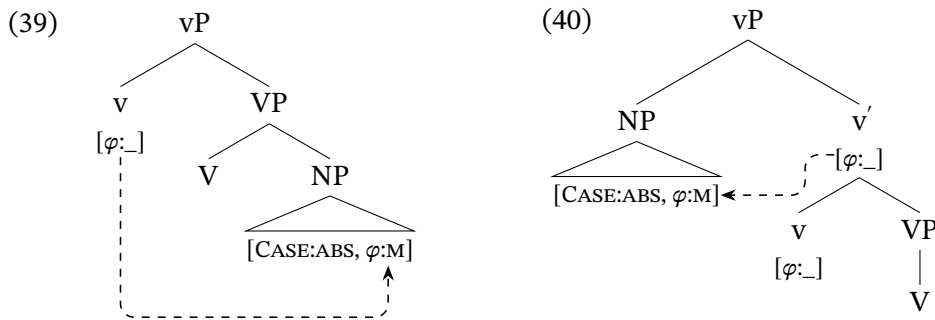 (39)
vP
v
VP
[φ:_]
V
NP
[CASE:ABS, φ:M]
(40)
vP
NP
v′
[CASE:ABS, φ:M]
[φ:_]
v
VP
[φ:_]
V